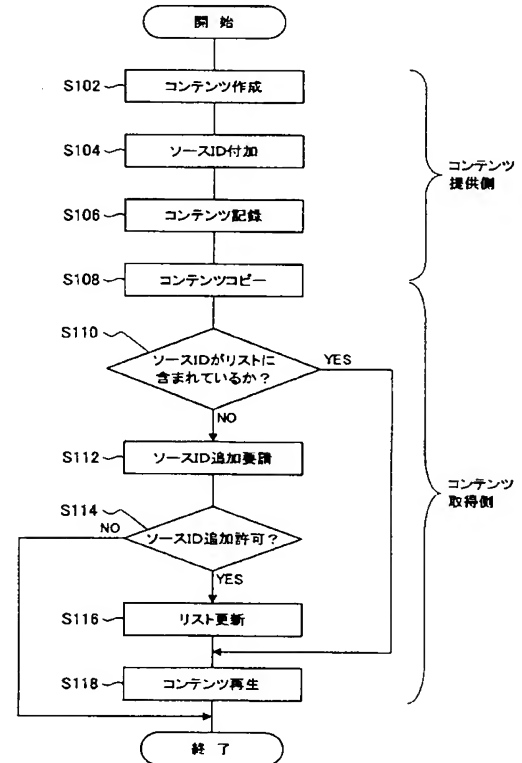 開 始
S102
コンテンツ作成
S104
ソースID付加
コンテンツ
提供側
S106
コンテンツ記録
S108
コンテンツコピー
S110
ソースIDがリストに
含まれているか？
YES
NO
S112
ソースID追加要請
コンテンツ
取得側
S114
NO
ソースID追加許可？
YES
S116
リスト更新
S118
コンテンツ再生
終 了